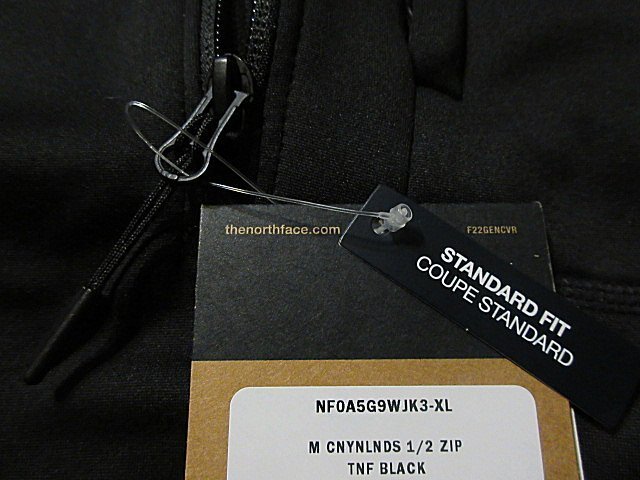 thenorthface.com
F22GENCVR
STANDARD FIT
COUPE STANDARD
NF0A5G9WJK3-XL
M CNYNLNDS 1/2 ZIP
TNF BLACK